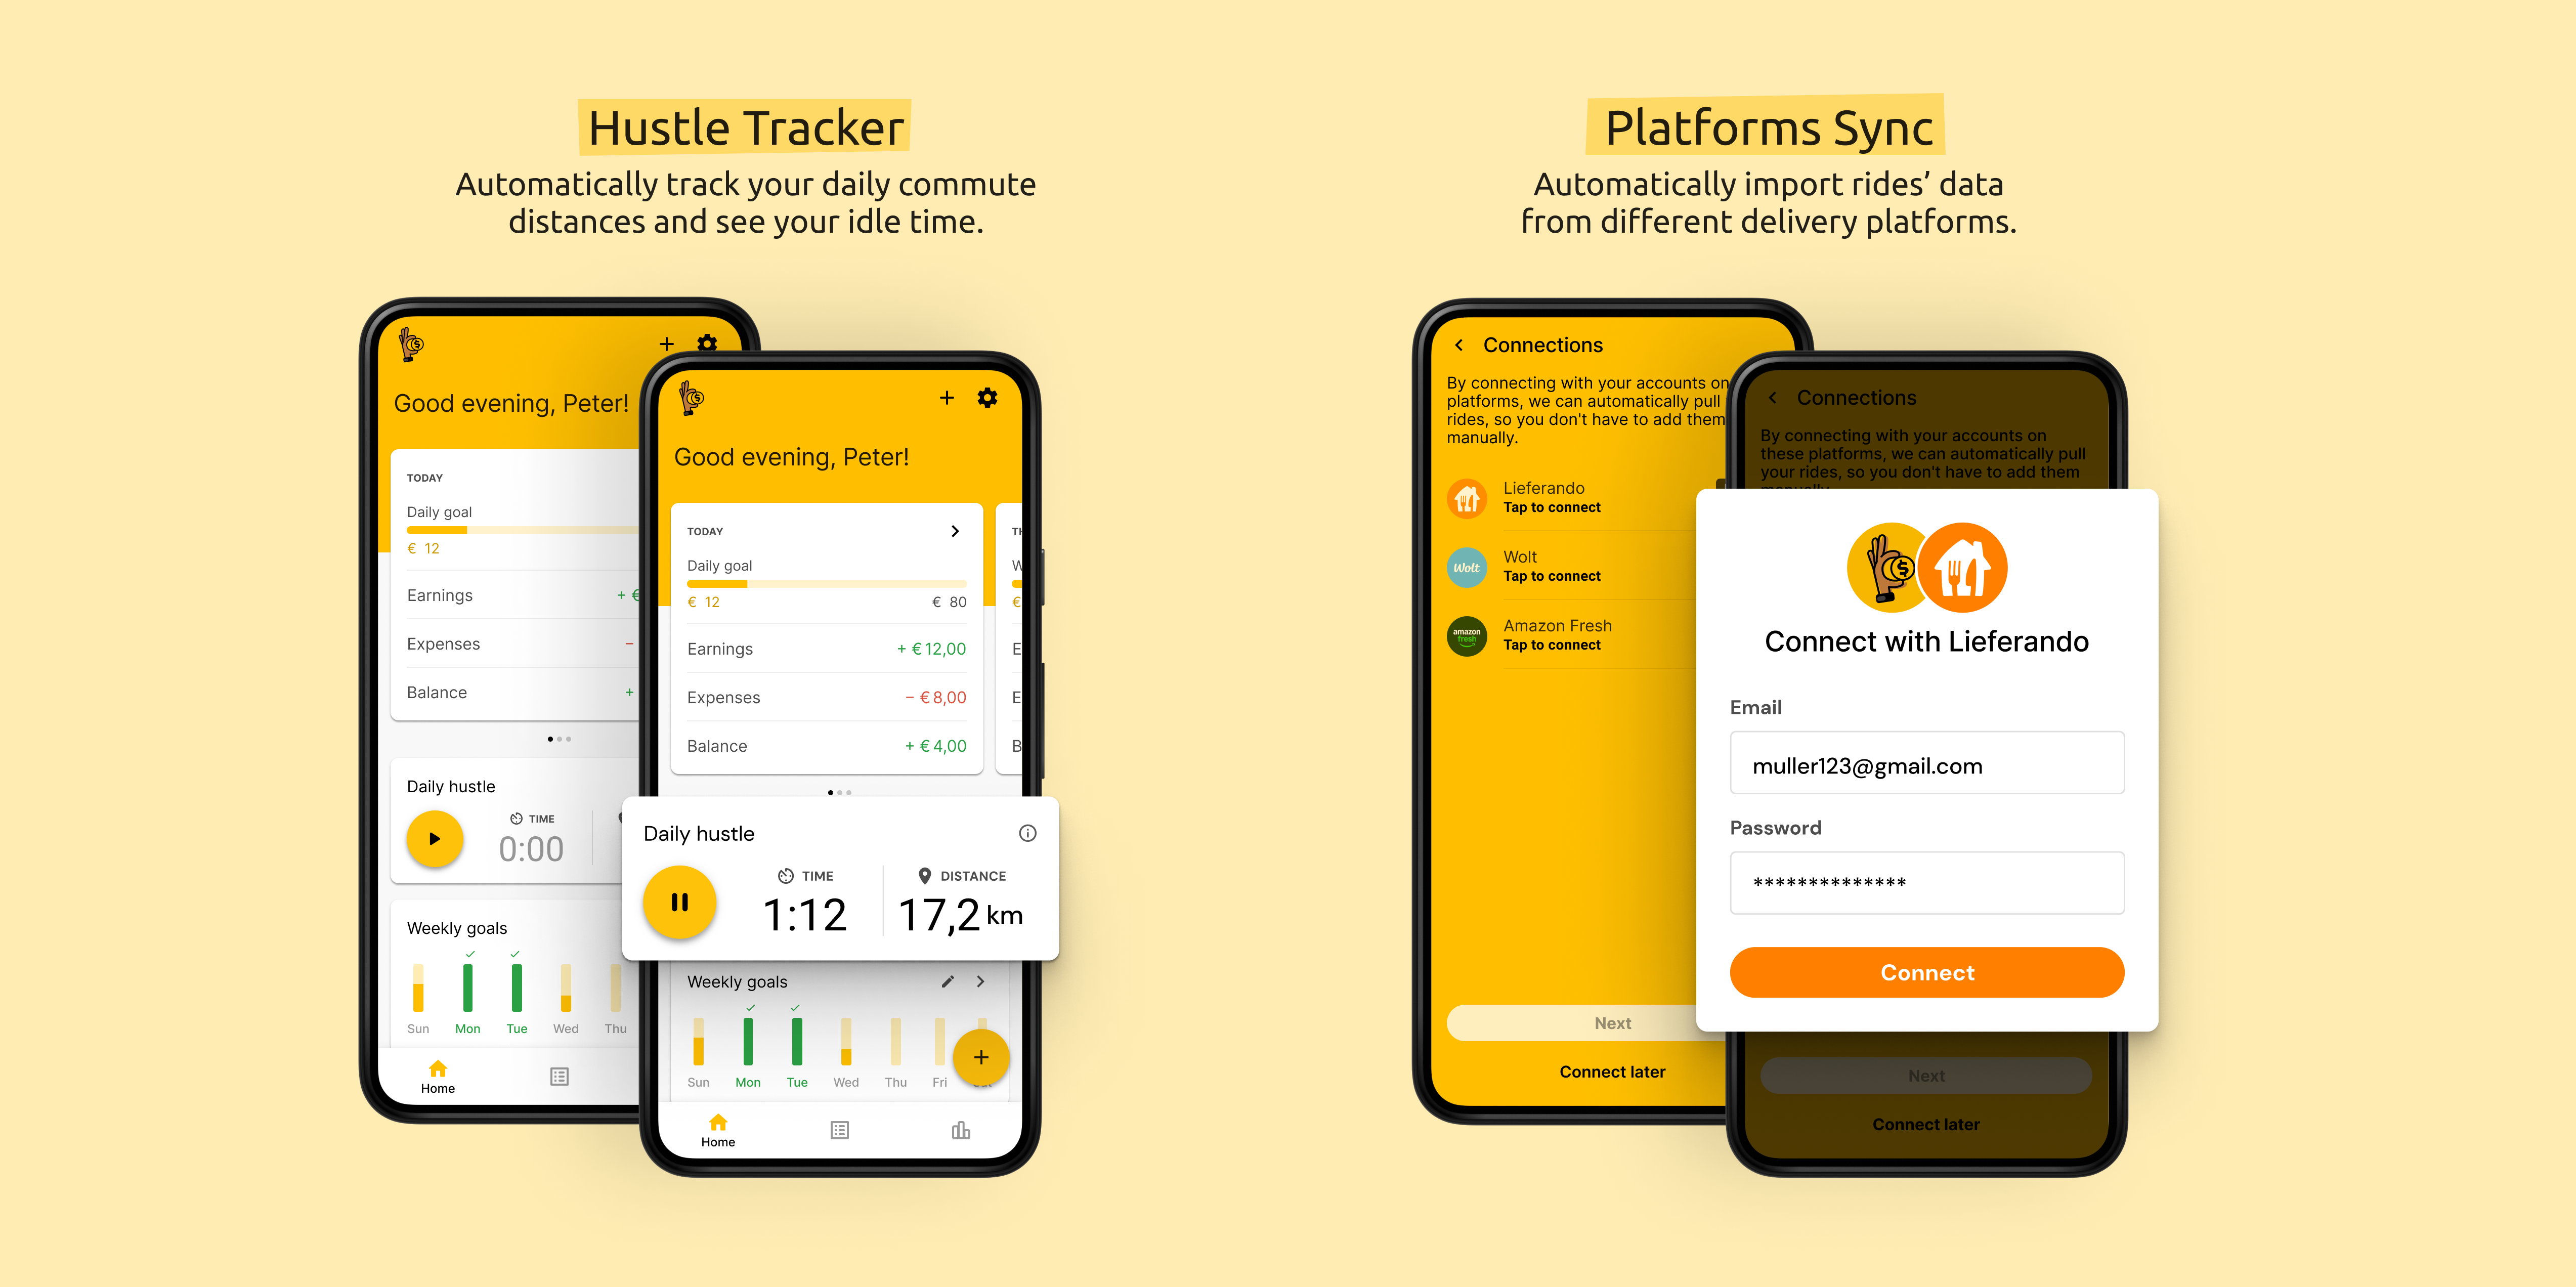 Hustle Tracker
Automatically track your daily commute
distances and see your idle time.
Good evening, Peter!
TODAY
Daily goal
€ 12
Earnings
+ €
Expenses
−
Balance
+
Daily hustle
TIME
0:00
Weekly goals
Sun Mon Tue Wed Thu
Home
Good evening, Peter!
TODAY
Daily goal
€ 12 € 80
Earnings + €12,00
Expenses − €8,00
Balance + €4,00
Daily hustle
TIME DISTANCE
1:12 17,2 km
Weekly goals
Sun Mon Tue Wed Thu Fri
Home
Platforms Sync
Automatically import rides’ data
from different delivery platforms.
Connections
By connecting with your accounts on
platforms, we can automatically pull
rides, so you don't have to add them
manually.
Lieferando
Tap to connect
Wolt
Wolt
Tap to connect
amazon
fresh
Amazon Fresh
Tap to connect
Next
Connect later
Connections
By connecting with your accounts on
these platforms, we can automatically pull
your rides, so you don't have to add them
Connect with Lieferando
Email
muller123@gmail.com
Password
**************
Connect
Next
Connect later